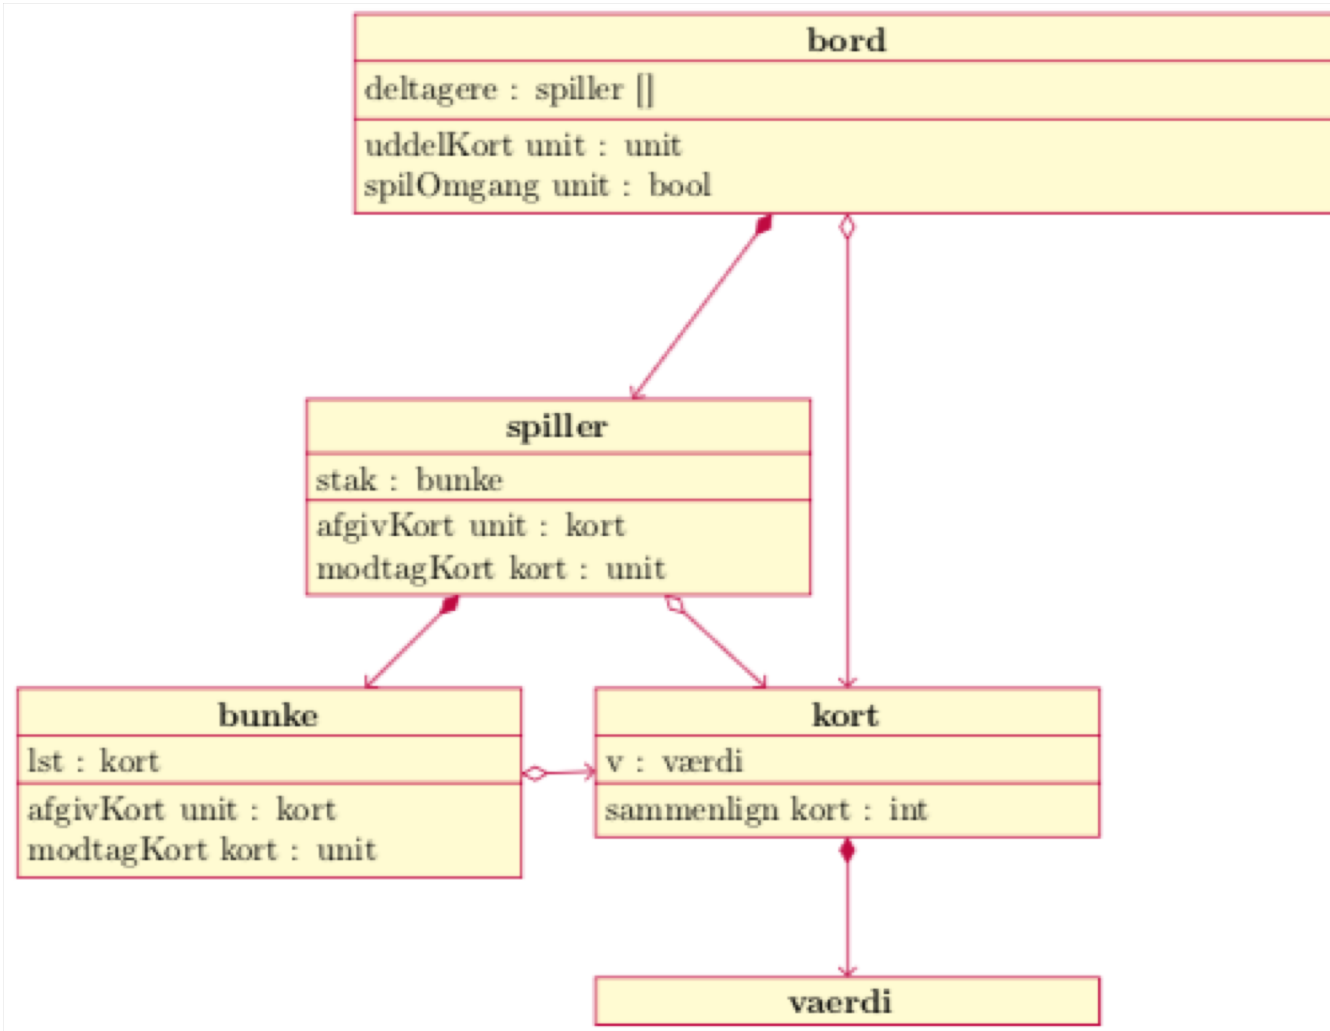 bord
deltagere : spiller []
uddelKort unit : unit
spilOmgang unit : bool
spiller
stak : bunke
afgivKort unit : kort
modtagKort kort : unit
bunke
lst : kort
afgivKort unit : kort
modtagKort kort : unit
kort
v : værdi
sammenlign kort : int
vaerdi